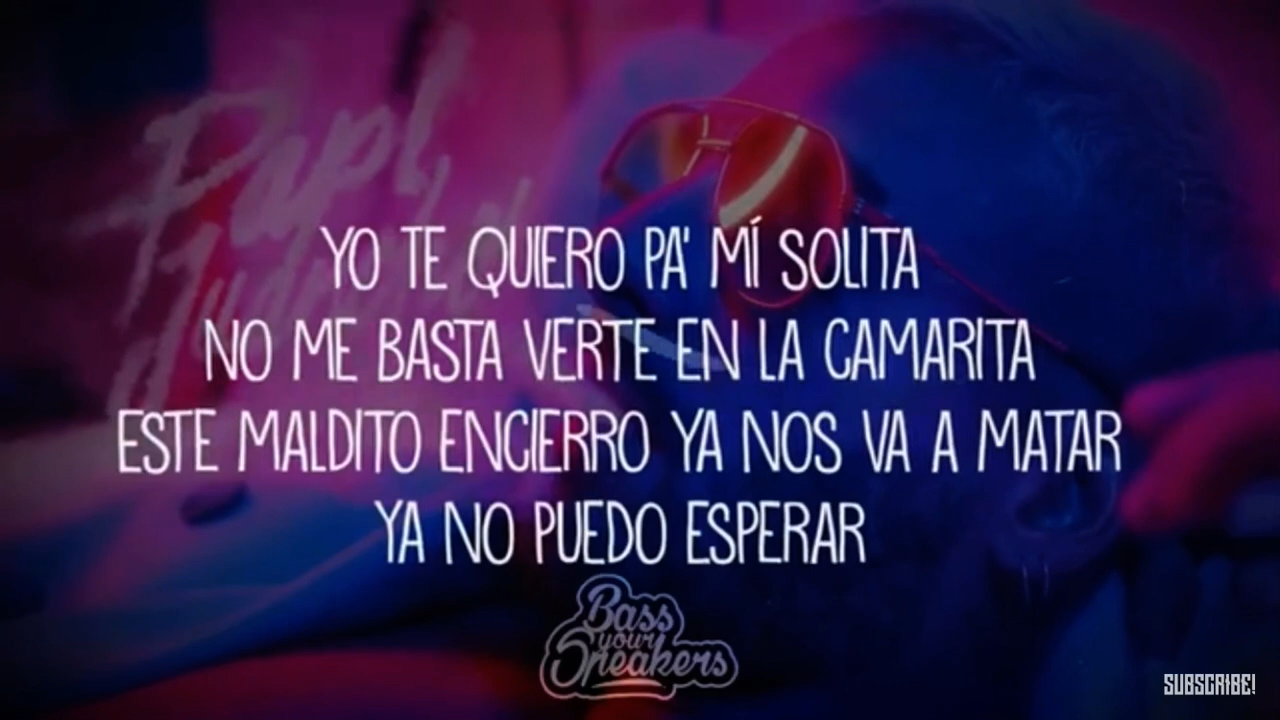 Papi
YO TE QUIERO PA' MÍ SOLITA
NO ME BASTA VERTE EN LA CAMARITA
ESTE MALDITO ENCIERRO YA NOS VA A MATAR
YA NO PUEDO ESPERAR
Bass
your
Speakers
SUBSCRIBE!